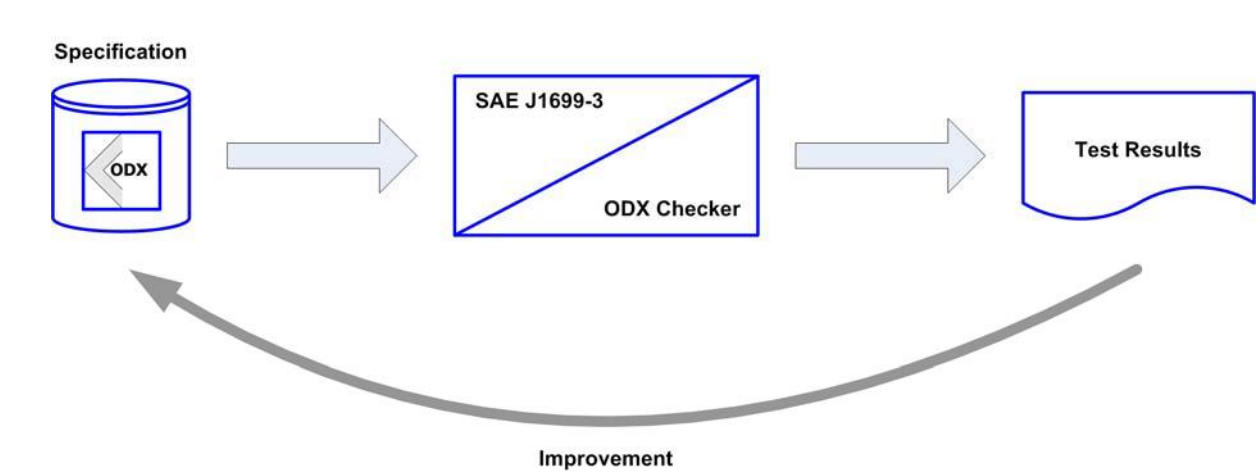 Specification
ODX
SAE J1699-3
ODX Checker
Test Results
Improvement